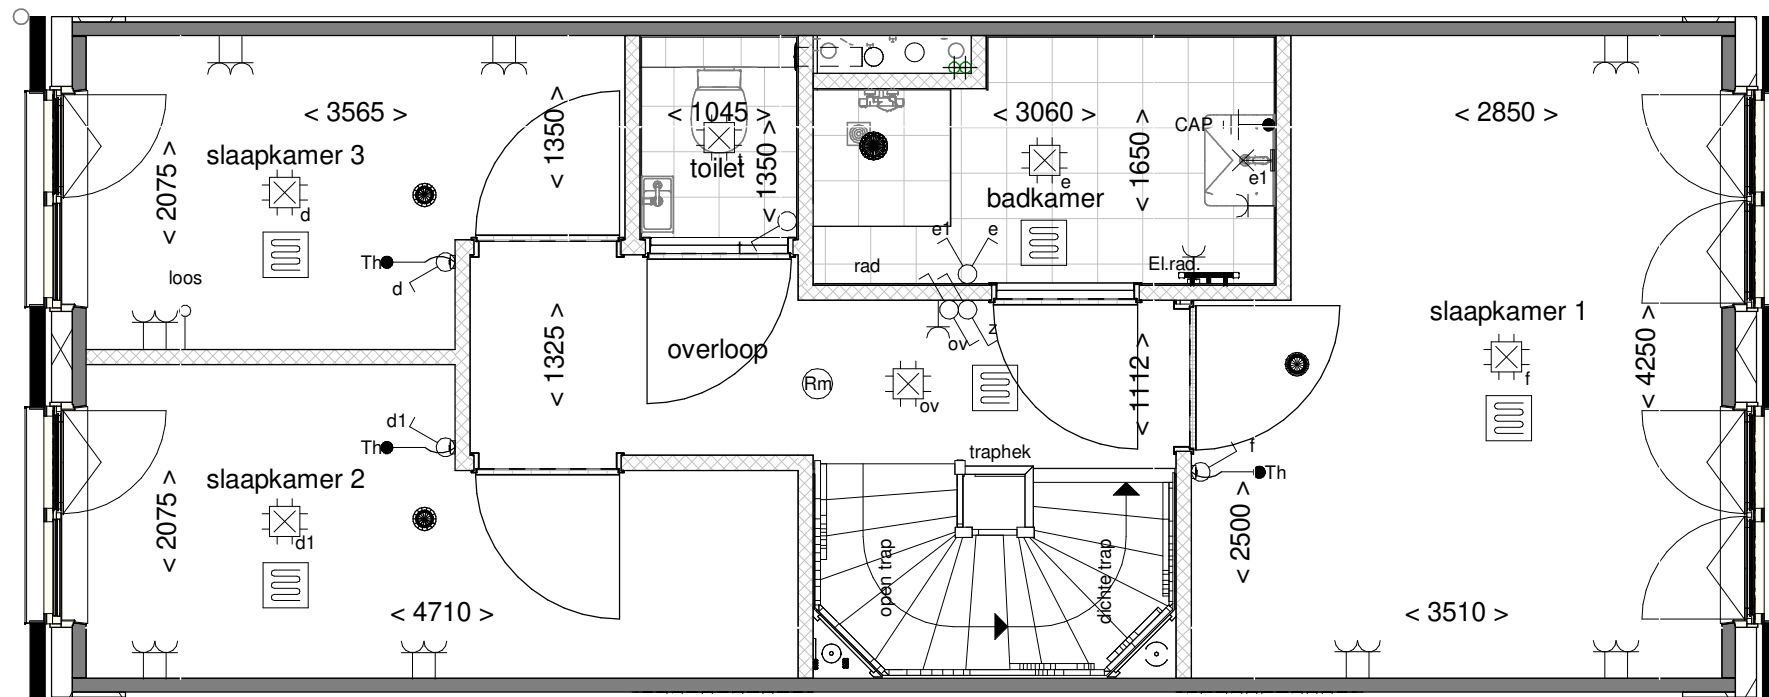 < 3565 >
< 1350 >
< 1045 >
< 3060 >
< 2850 >
CAP
slaapkamer 3
toilet
< 1350 >
e
< 1650 >
e1
badkamer
< 2075 >
d
t
t
e1
e
loos
Th
d
rad
El.rad.
slaapkamer 1
overloop
< 1325 >
z
ov
< 1112 >
< 4250 >
Rm
ov
f
d1
Th
traphek
f
Th
slaapkamer 2
< 2075 >
d1
< 2500 >
open trap
dichte trap
< 4710 >
< 3510 >